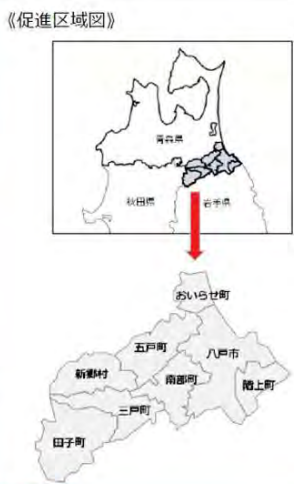 《促進区域図》
青森県
秋田県
岩手県
おいらせ町
五戸町
八戸市
新郷村
南部町
階上町
三戸町
田子町